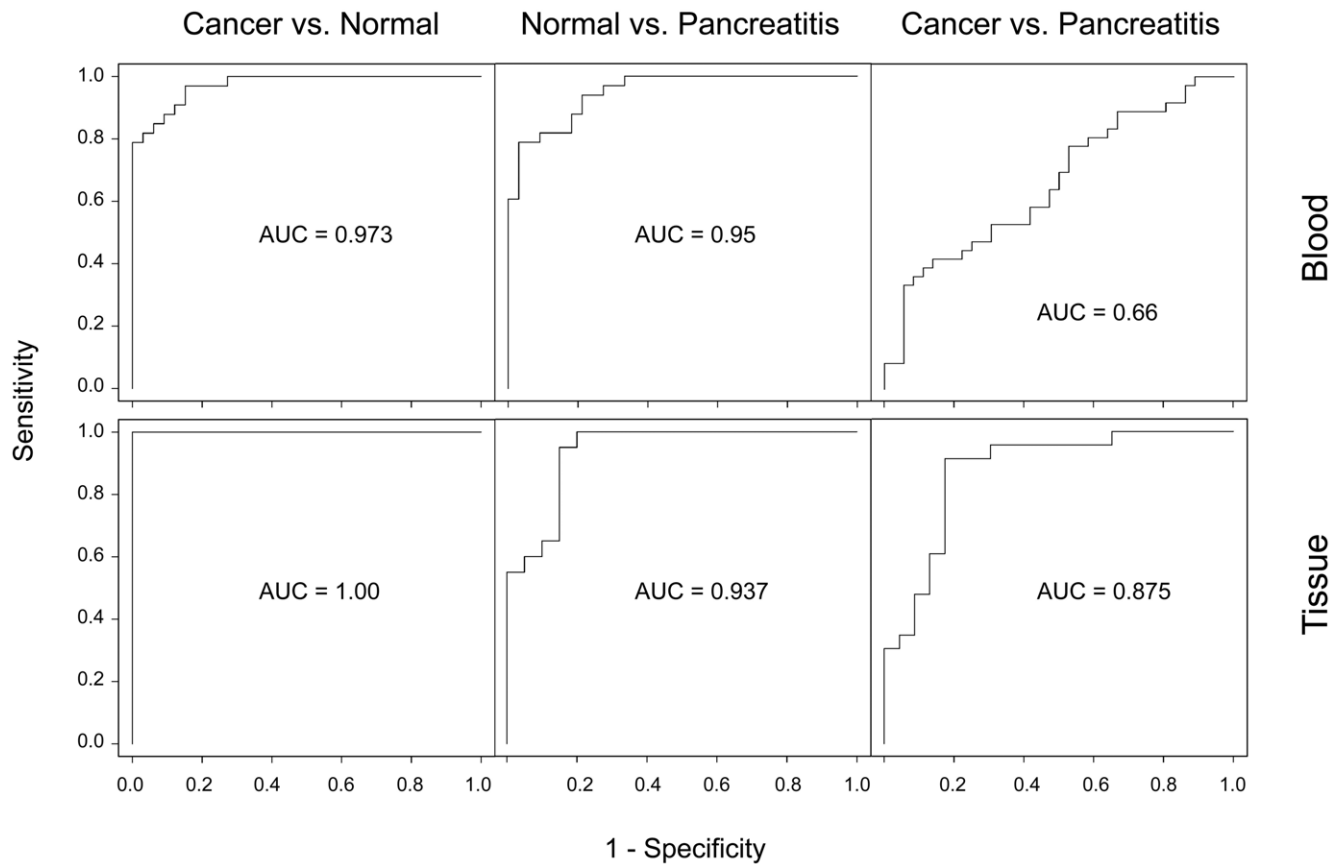 Cancer vs. Normal Normal vs. Pancreatitis Cancer vs. Pancreatitis
1.0
0.8
0.6
0.4
0.2
0.0
AUC = 0.973 AUC = 0.95 AUC = 0.66
Blood
Sensitivity
1.0
0.8
0.6
0.4
0.2
0.0
AUC = 1.00 AUC = 0.937 AUC = 0.875
Tissue
0.0 0.2 0.4 0.6 0.8 1.0 0.2 0.4 0.6 0.8 1.0 0.2 0.4 0.6 0.8 1.0
1 - Specificity